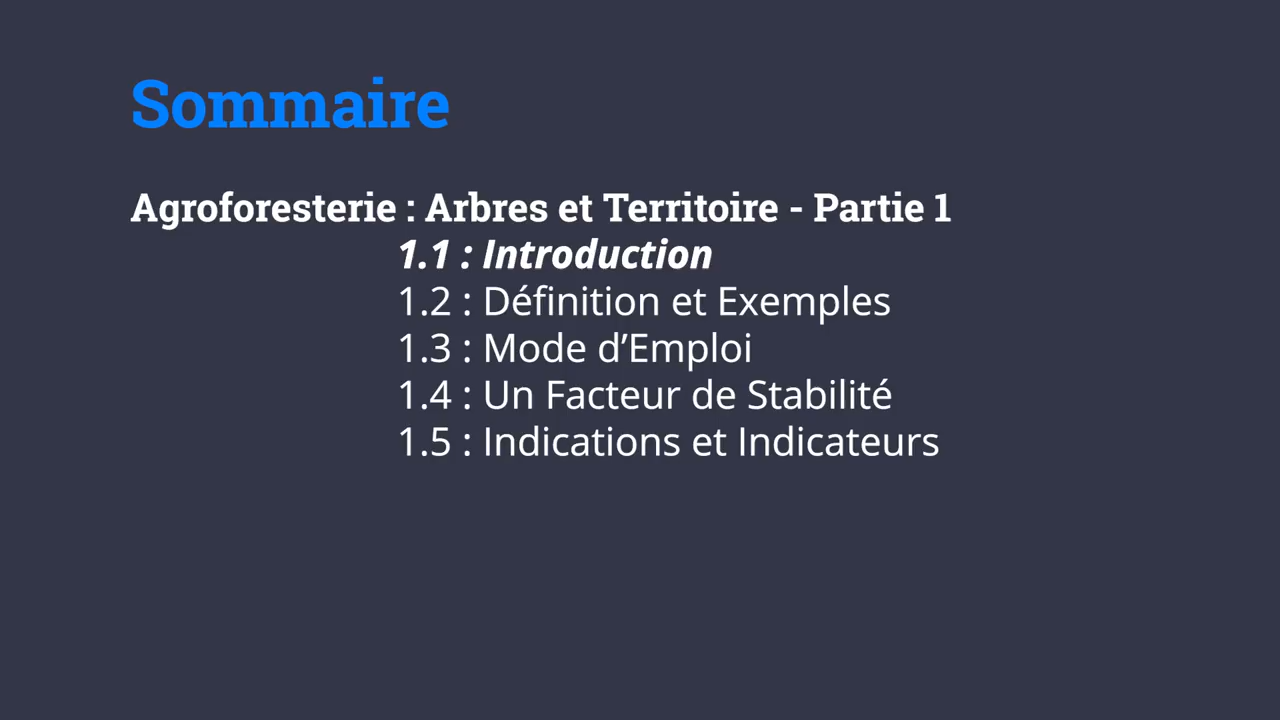 Sommaire
Agroforesterie : Arbres et Territoire - Partie 1
1.1 : Introduction
1.2 : Définition et Exemples
1.3 : Mode d’Emploi
1.4 : Un Facteur de Stabilité
1.5 : Indications et Indicateurs